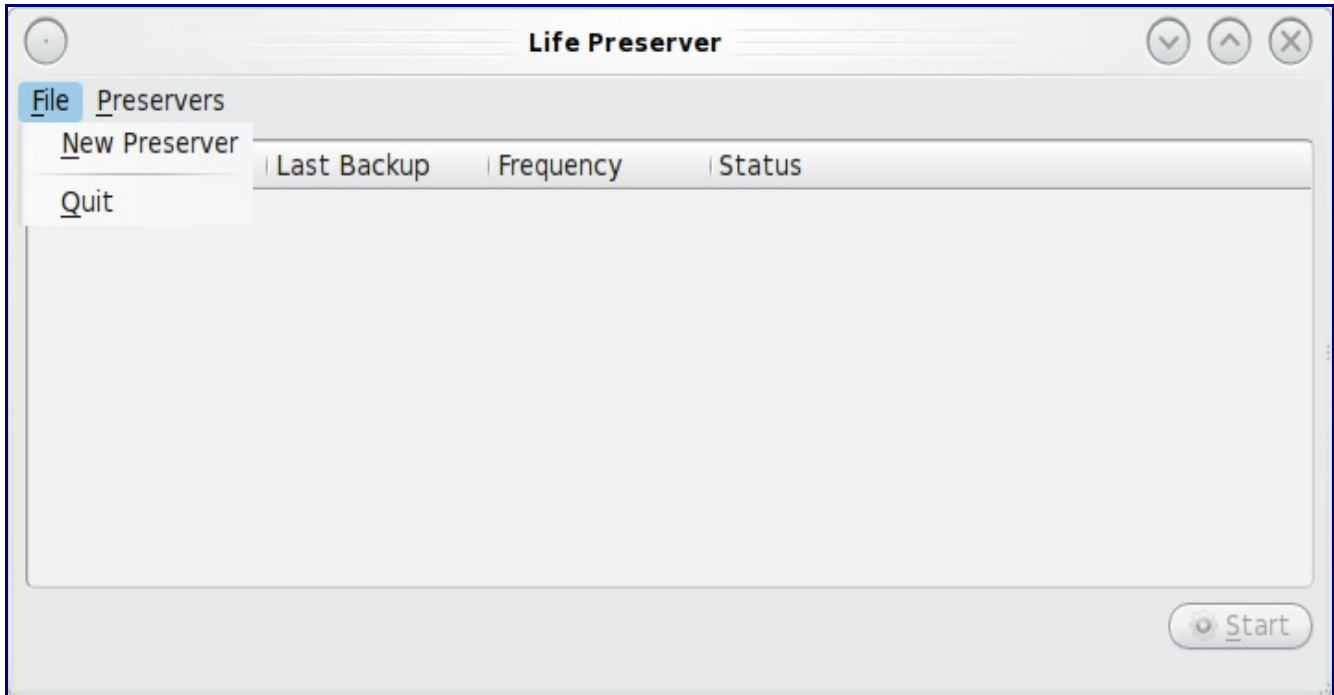 Life Preserver
File Preservers
New Preserver
Last Backup Frequency Status
Quit
Start